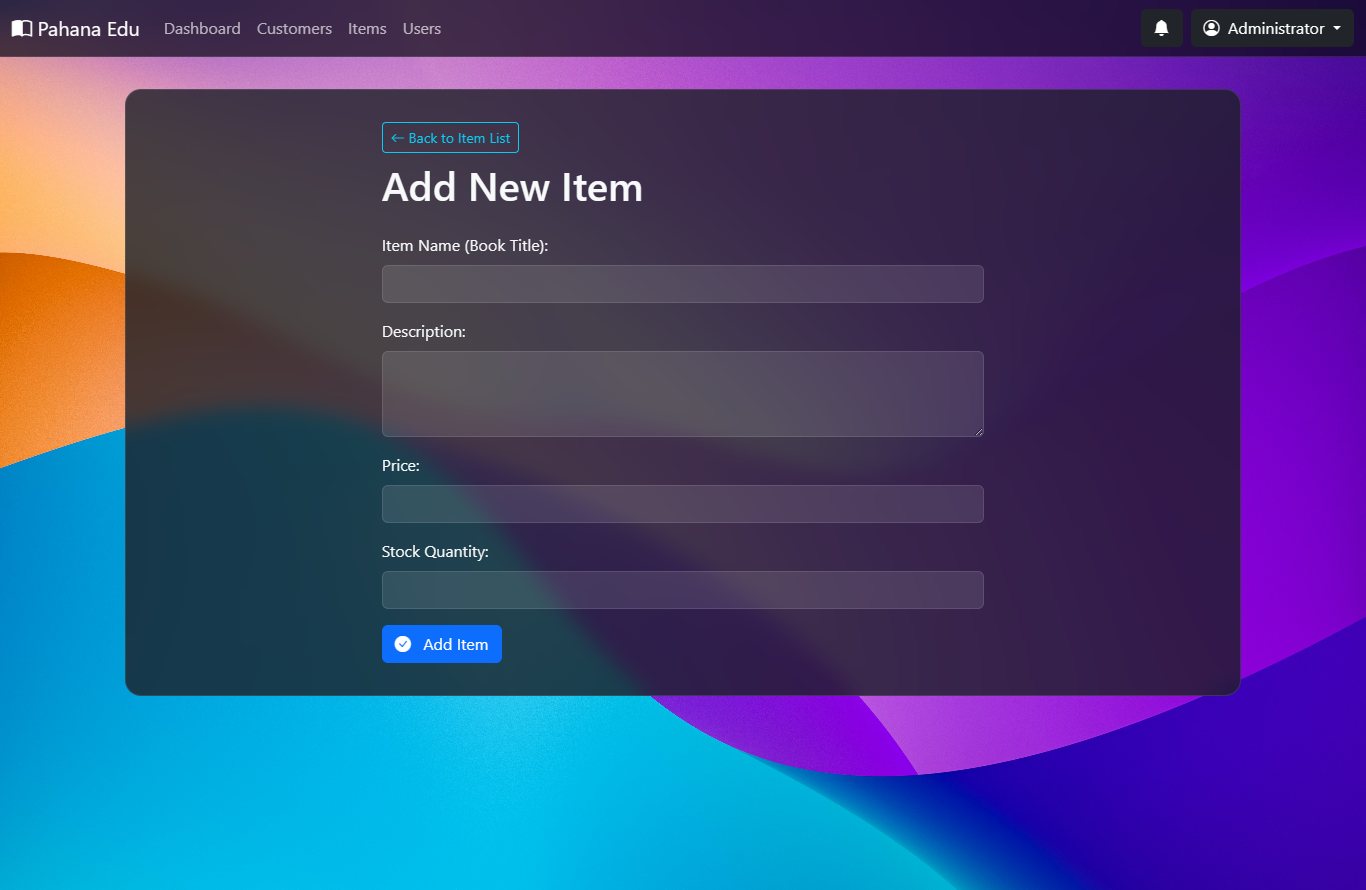 Pahana Edu Dashboard Customers Items Users Administrator
Back to Item List
Add New Item
Item Name (Book Title):
Description:
Price:
Stock Quantity:
Add Item